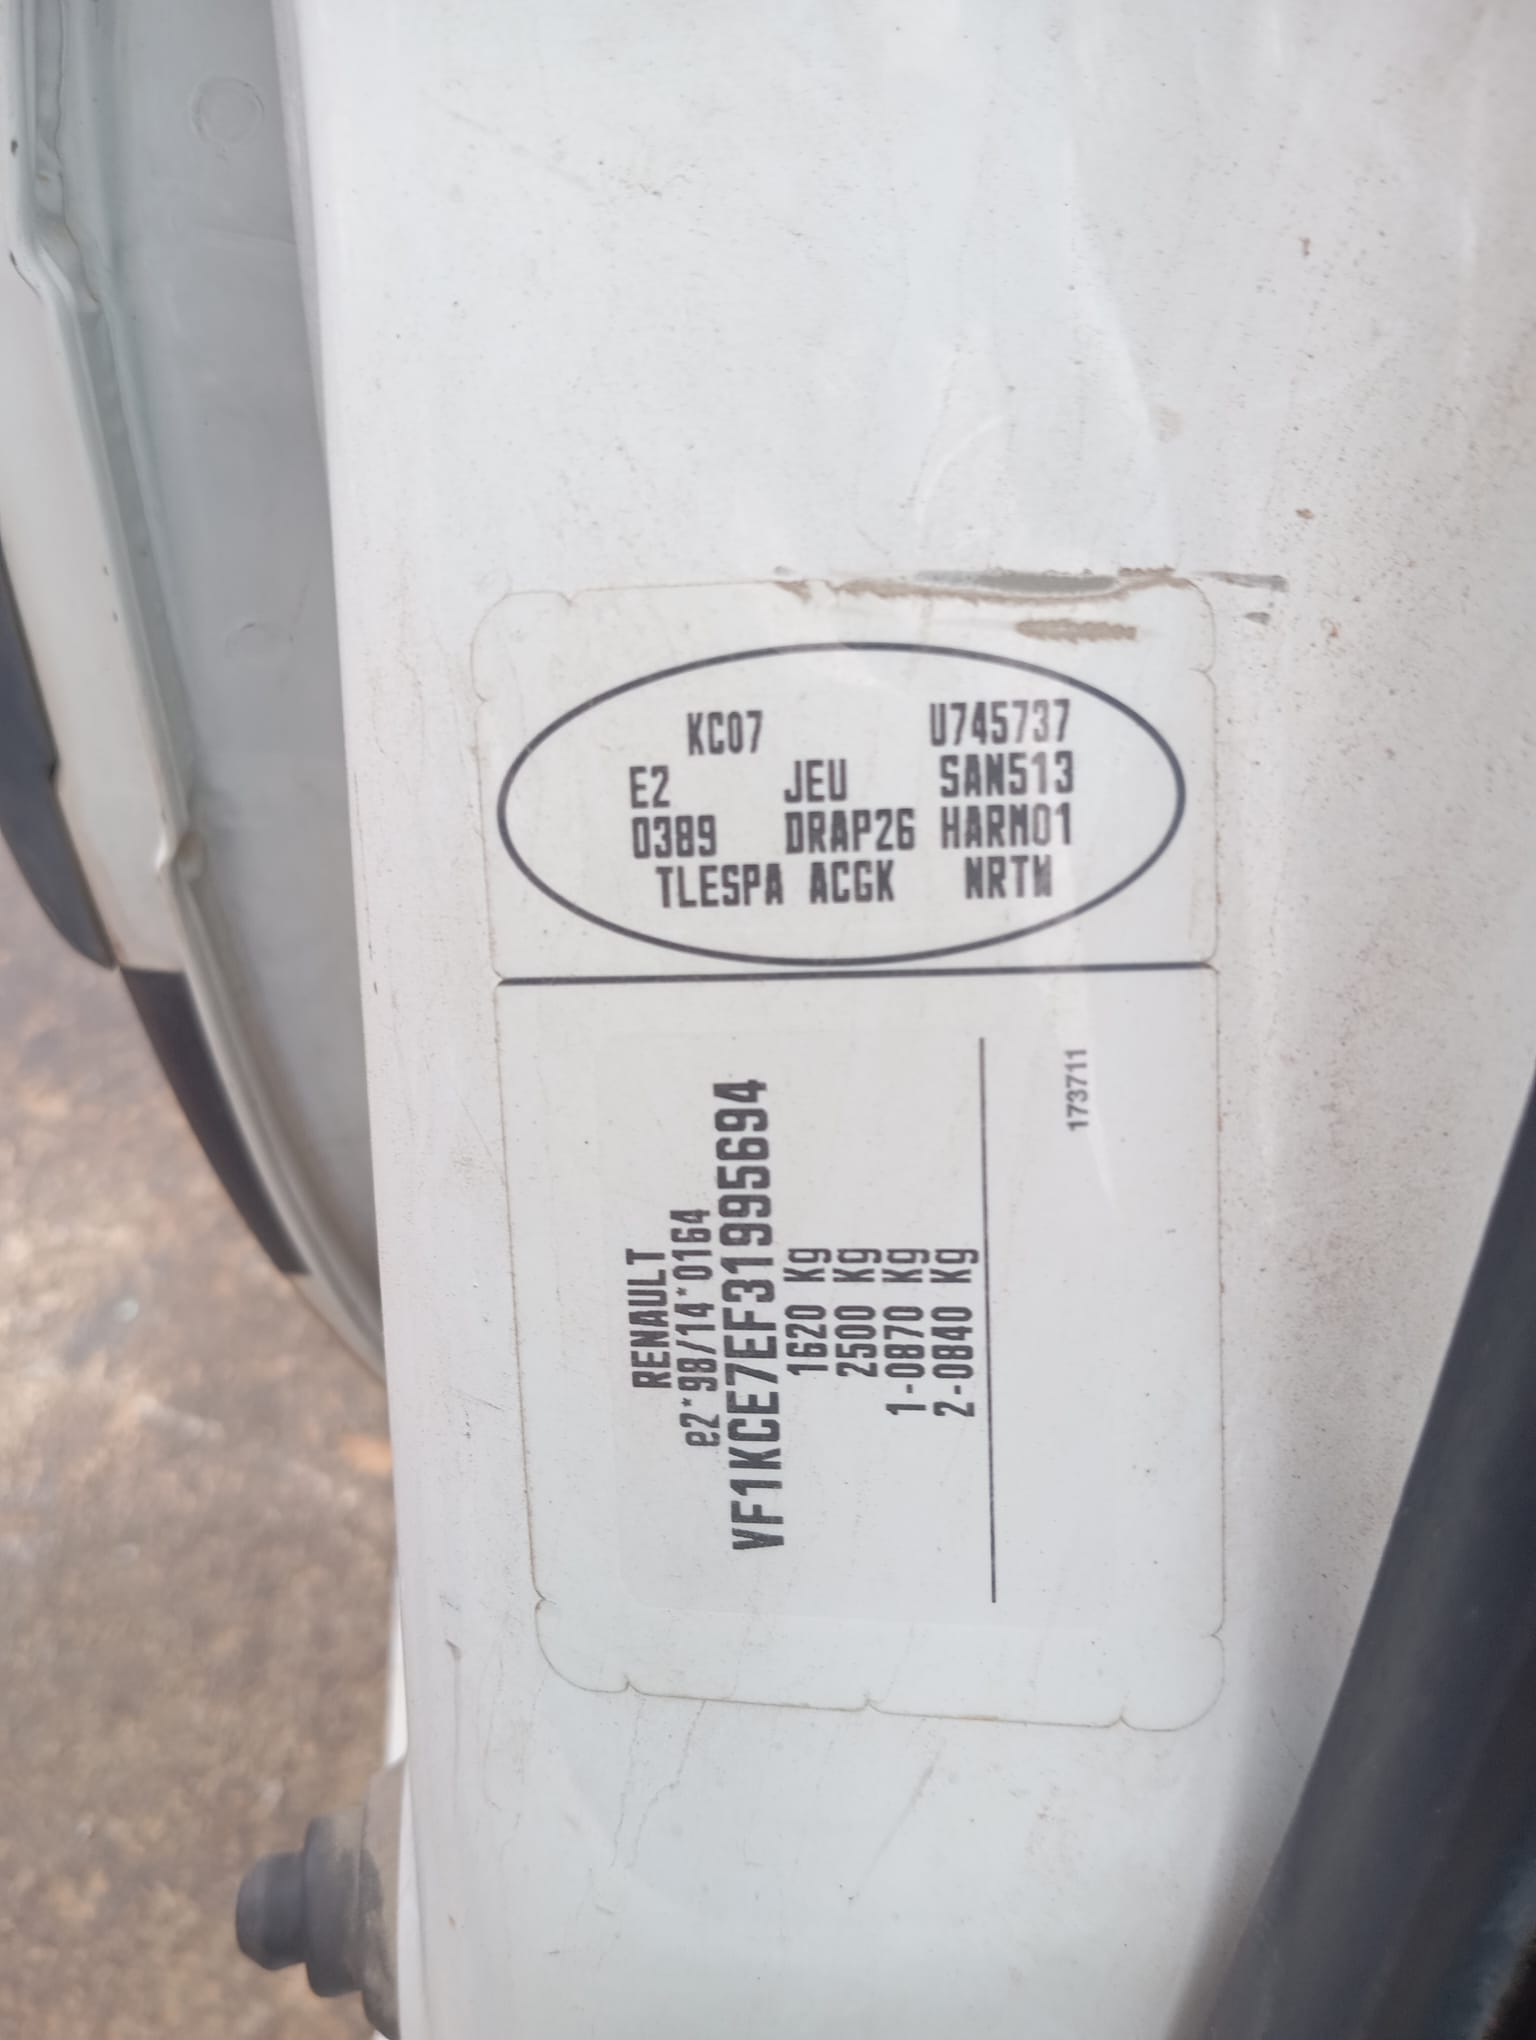 KC07 U745737
E2 JEU SAN513
0389 DRAP26 HARM01
TLESPA ACGK NRTM
RENAULT
e2*98/14*0164
VF1KCE7EF31995694
1620 Kg
2500 Kg
1-0870 Kg
2-0840 Kg
173711